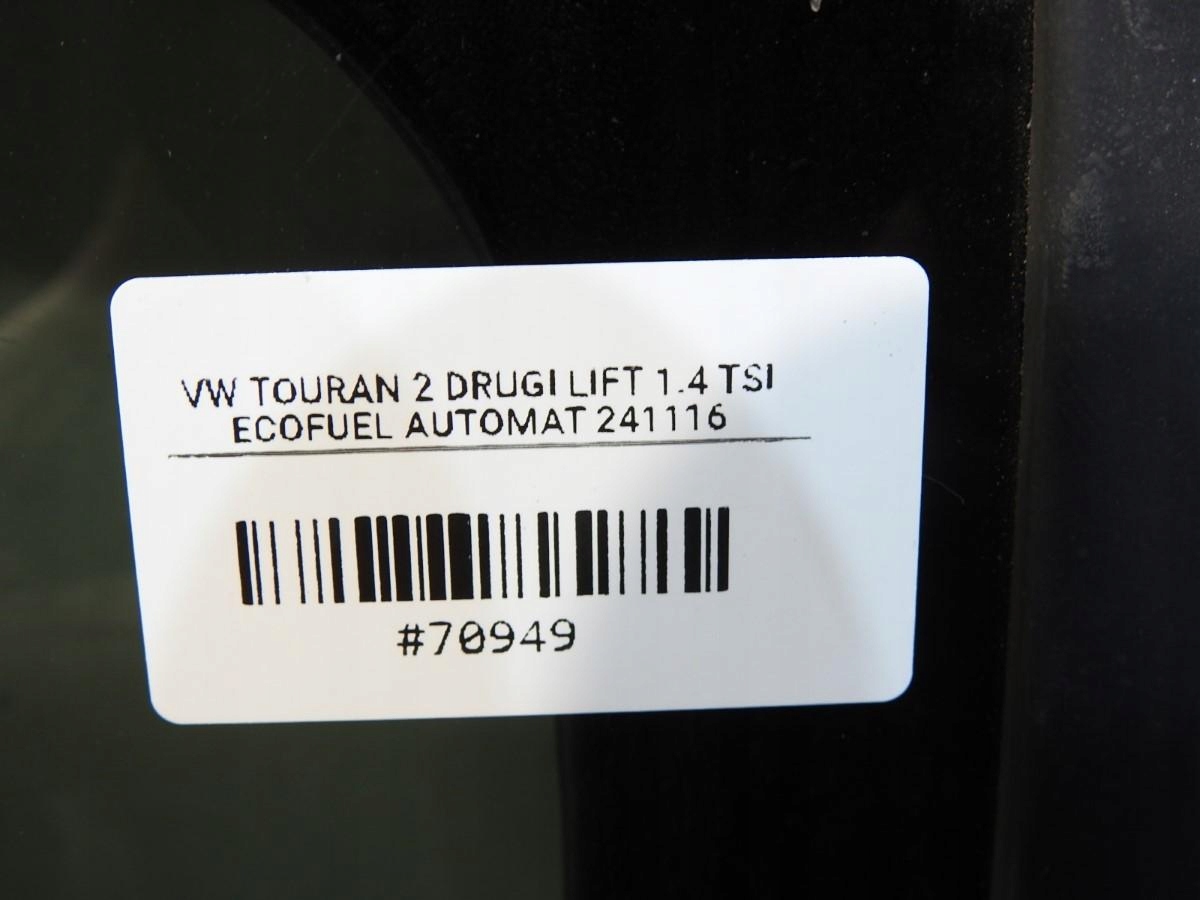 VW TOURAN 2 DRUGI LIFT 1.4 TSI
ECOFUEL AUTOMAT 241116
#70949